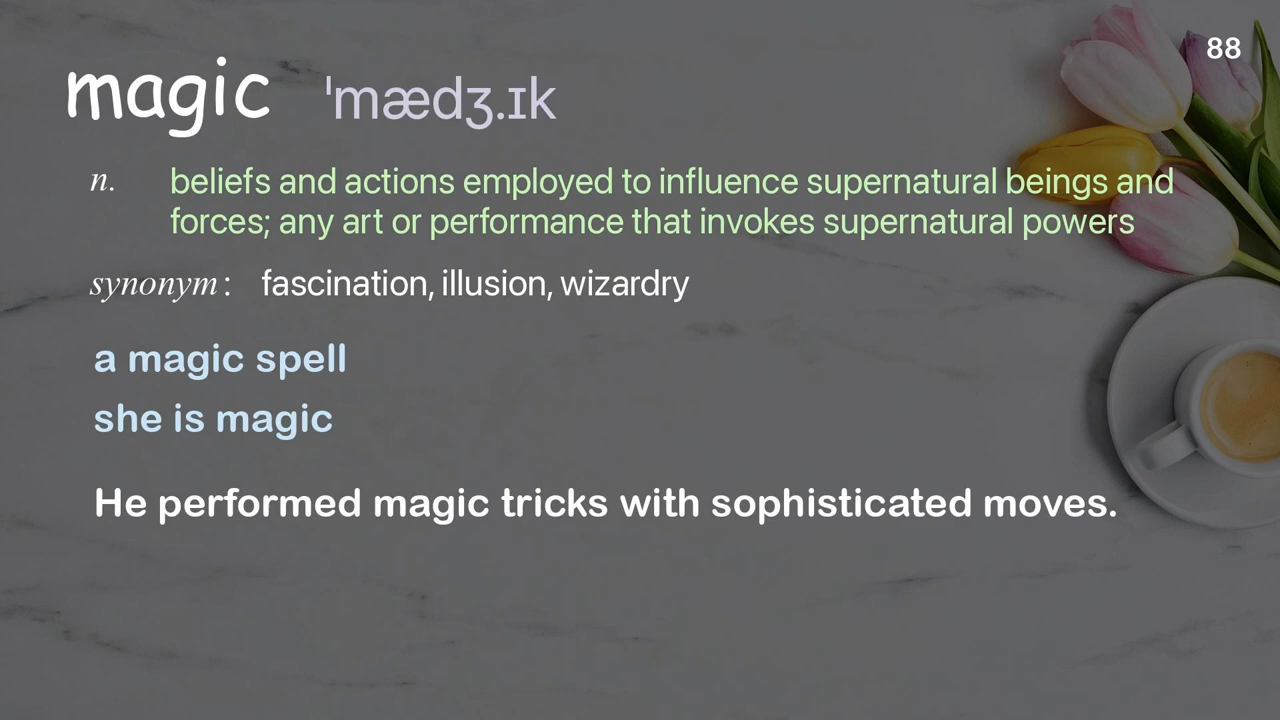 88
magic ˈmædʒ.ɪk
n. beliefs and actions employed to influence supernatural beings and
forces; any art or performance that invokes supernatural powers
synonym: fascination, illusion, wizardry
a magic spell
she is magic
He performed magic tricks with sophisticated moves.